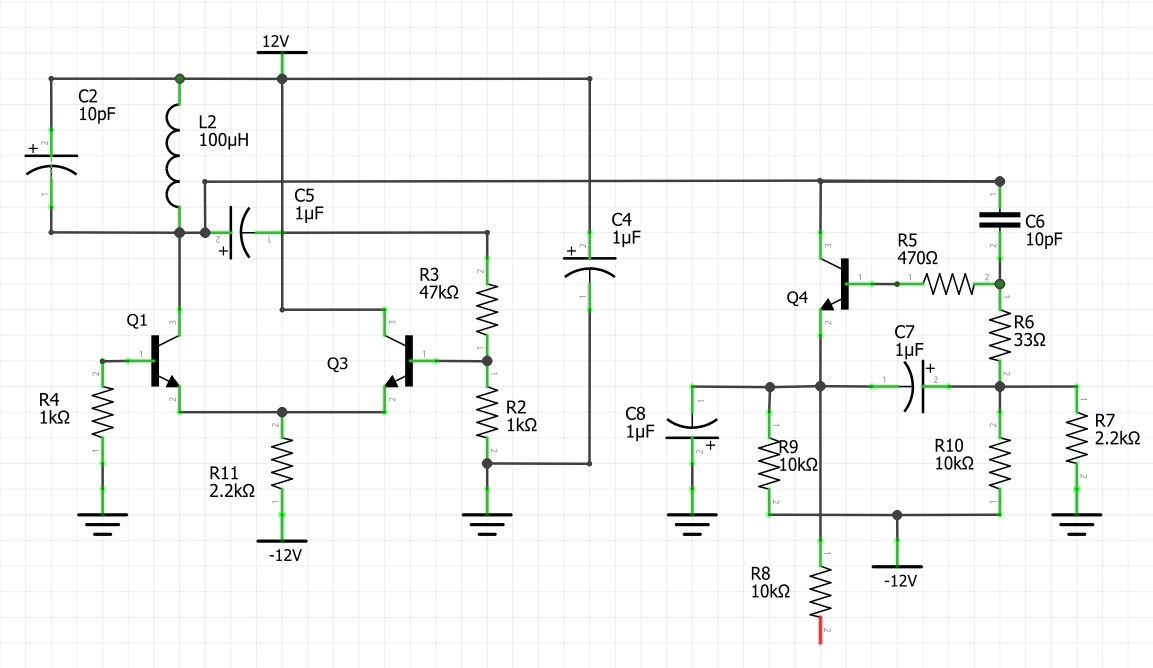 12V
C2
10pF
L2
100µH
C5
1µF
C4
1µF
C6
10pF
R5
470Ω
R3
47kΩ
Q4
Q1
Q3
R6
33Ω
C7
1µF
R4
1kΩ
R2
1kΩ
C8
1µF
R7
2.2kΩ
R9
10kΩ
R10
10kΩ
R11
2.2kΩ
-12V
R8
10kΩ
-12V